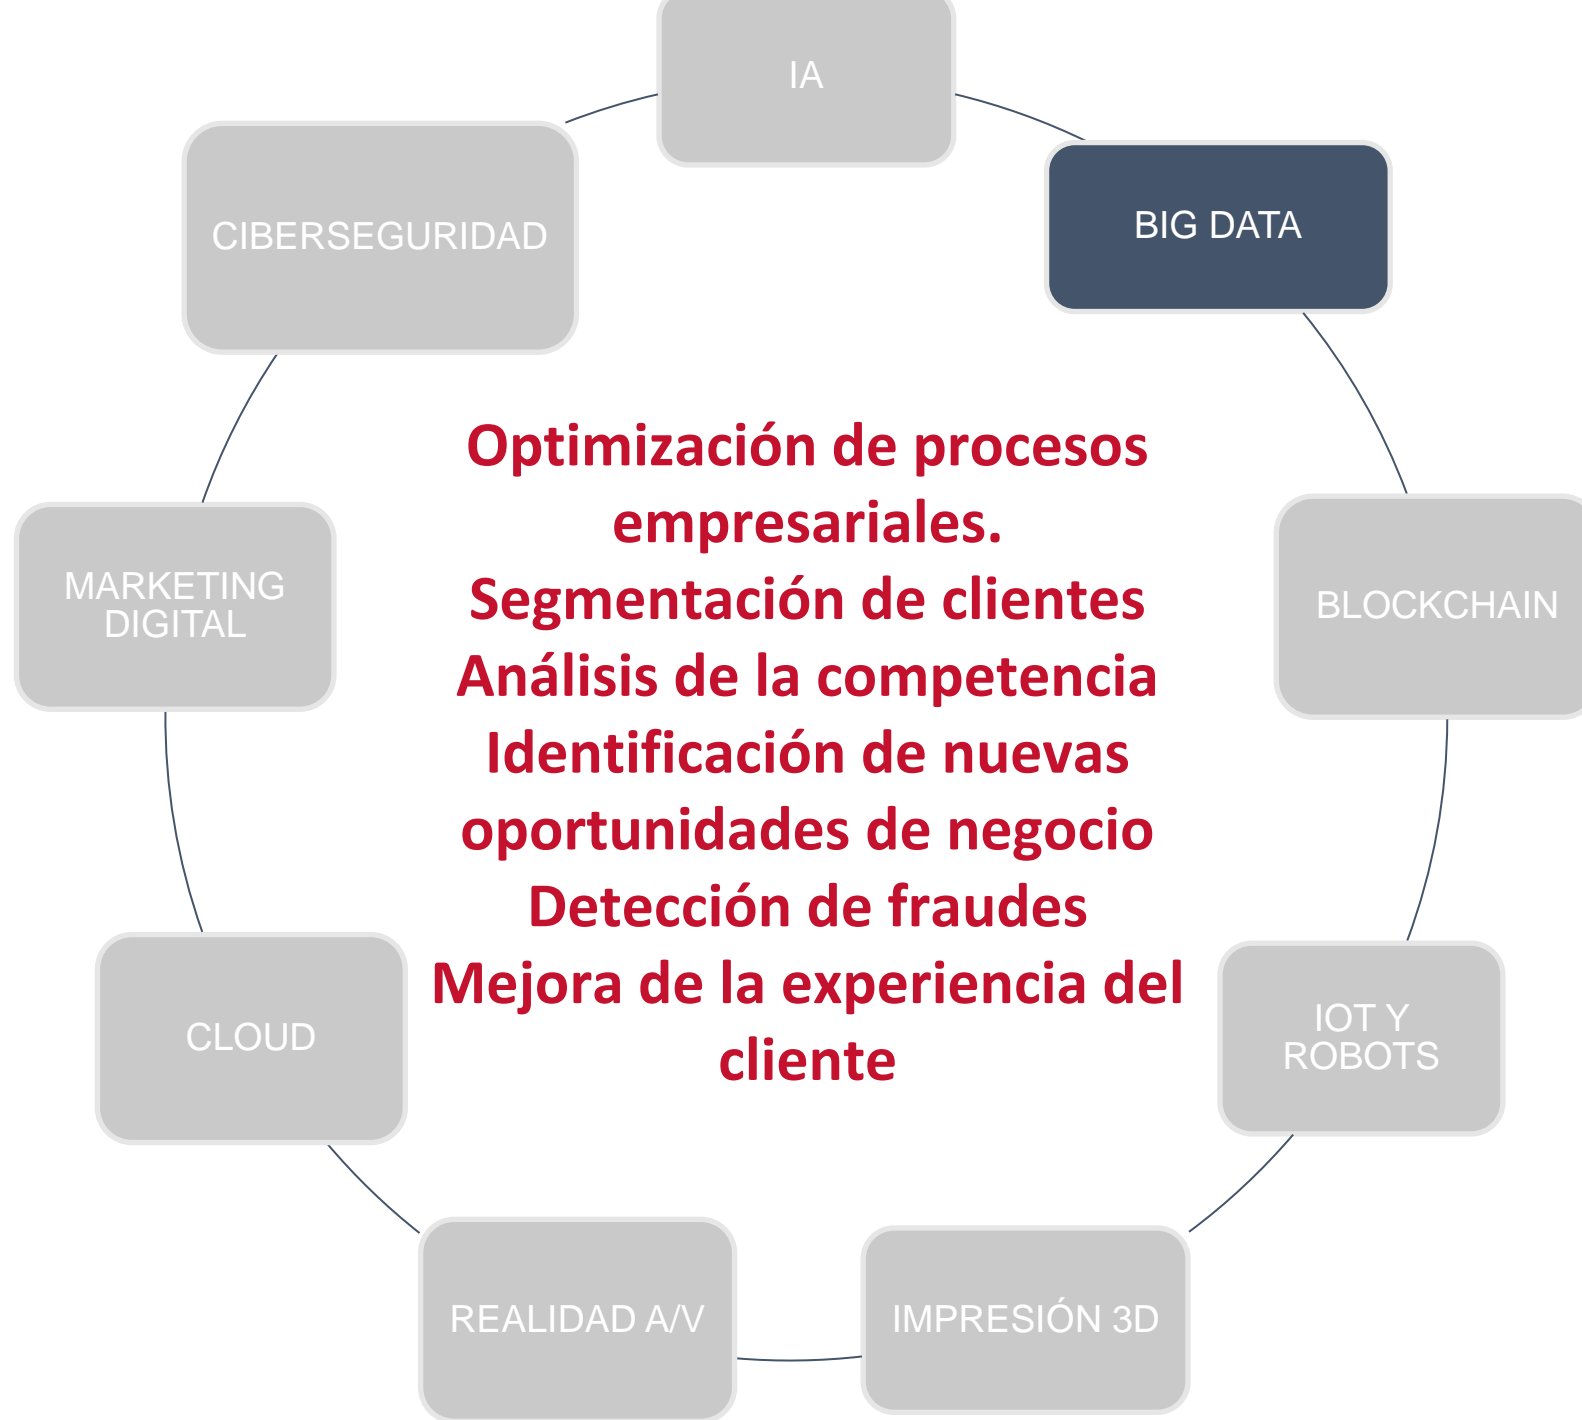 IA
CIBERSEGURIDAD
BIG DATA
Optimización de procesos
empresariales.
Segmentación de clientes
Análisis de la competencia
Identificación de nuevas
oportunidades de negocio
Detección de fraudes
Mejora de la experiencia del
cliente
MARKETING
DIGITAL
BLOCKCHAIN
CLOUD
IOT Y
ROBOTS
REALIDAD A/V
IMPRESIÓN 3D